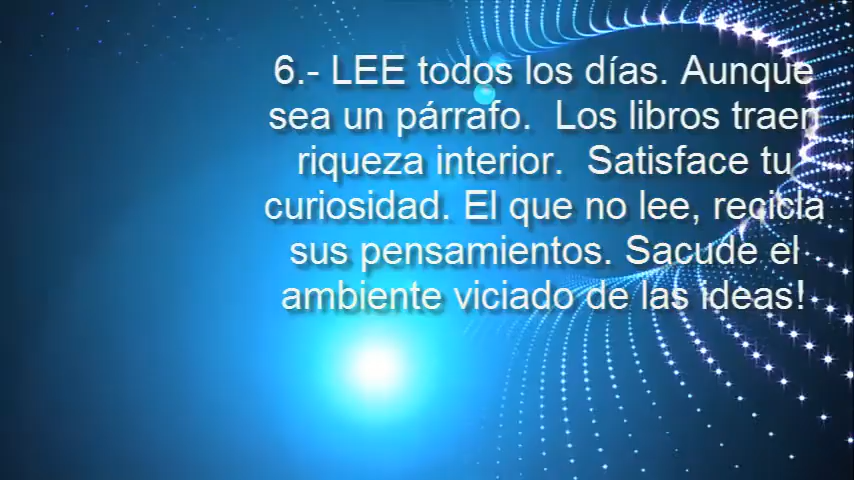 6.- LEE todos los días. Aunque
sea un párrafo.  Los libros traen
riqueza interior.  Satisface tu
curiosidad. El que no lee, recicla
sus pensamientos. Sacude el
ambiente viciado de las ideas!